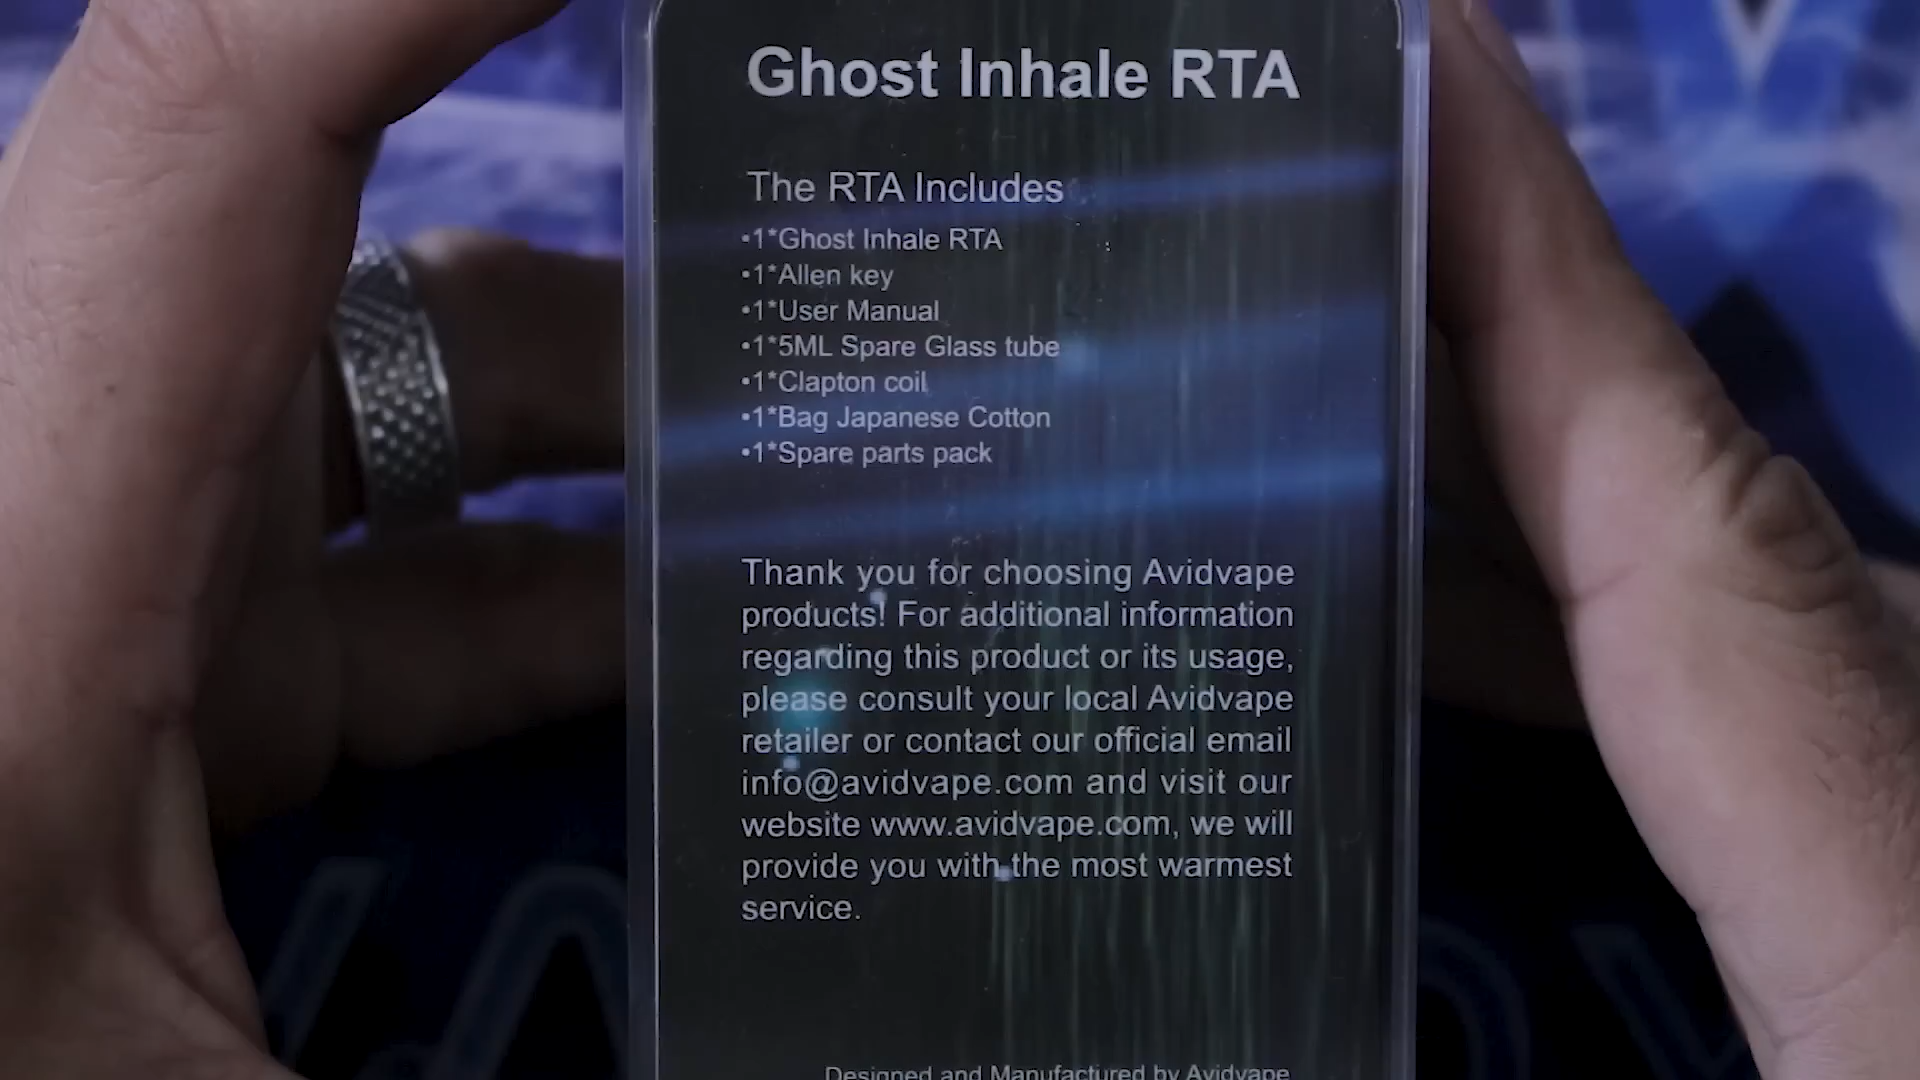 Ghost Inhale RTA
The RTA Includes
•1*Ghost Inhale RTA
•1*Allen key
•1*User Manual
•1*5ML Spare Glass tube
•1*Clapton coil
•1*Bag Japanese Cotton
•1*Spare parts pack
Thank you for choosing Avidvape
products! For additional information
regarding this product or its usage,
please consult your local Avidvape
retailer or contact our official email
info@avidvape.com and visit our
website www.avidvape.com, we will
provide you with the most warmest
service.
Designed and Manufactured by Avidvape